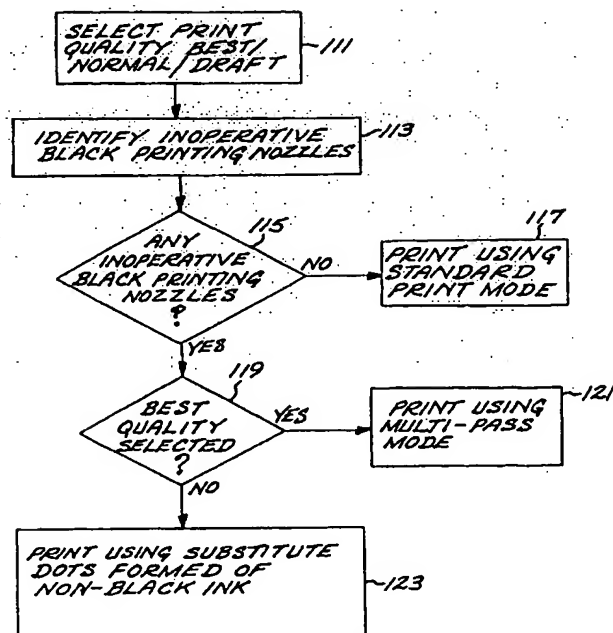 SELECT PRINT
QUALITY BEST/
NORMAL/DRAFT
111
IDENTIFY INOPERATIVE
BLACK PRINTING NOZZLES
113
115
ANY
INOPERATIVE
BLACK PRINTING
NOZZLES
?
NO
117
PRINT USING
STANDARD
PRINT MODE
YES
119
BEST
QUALITY
SELECTED
?
YES
121
PRINT USING
MULTI-PASS
MODE
NO
PRINT USING SUBSTITUTE
DOTS FORMED OF
NON-BLACK INK
123